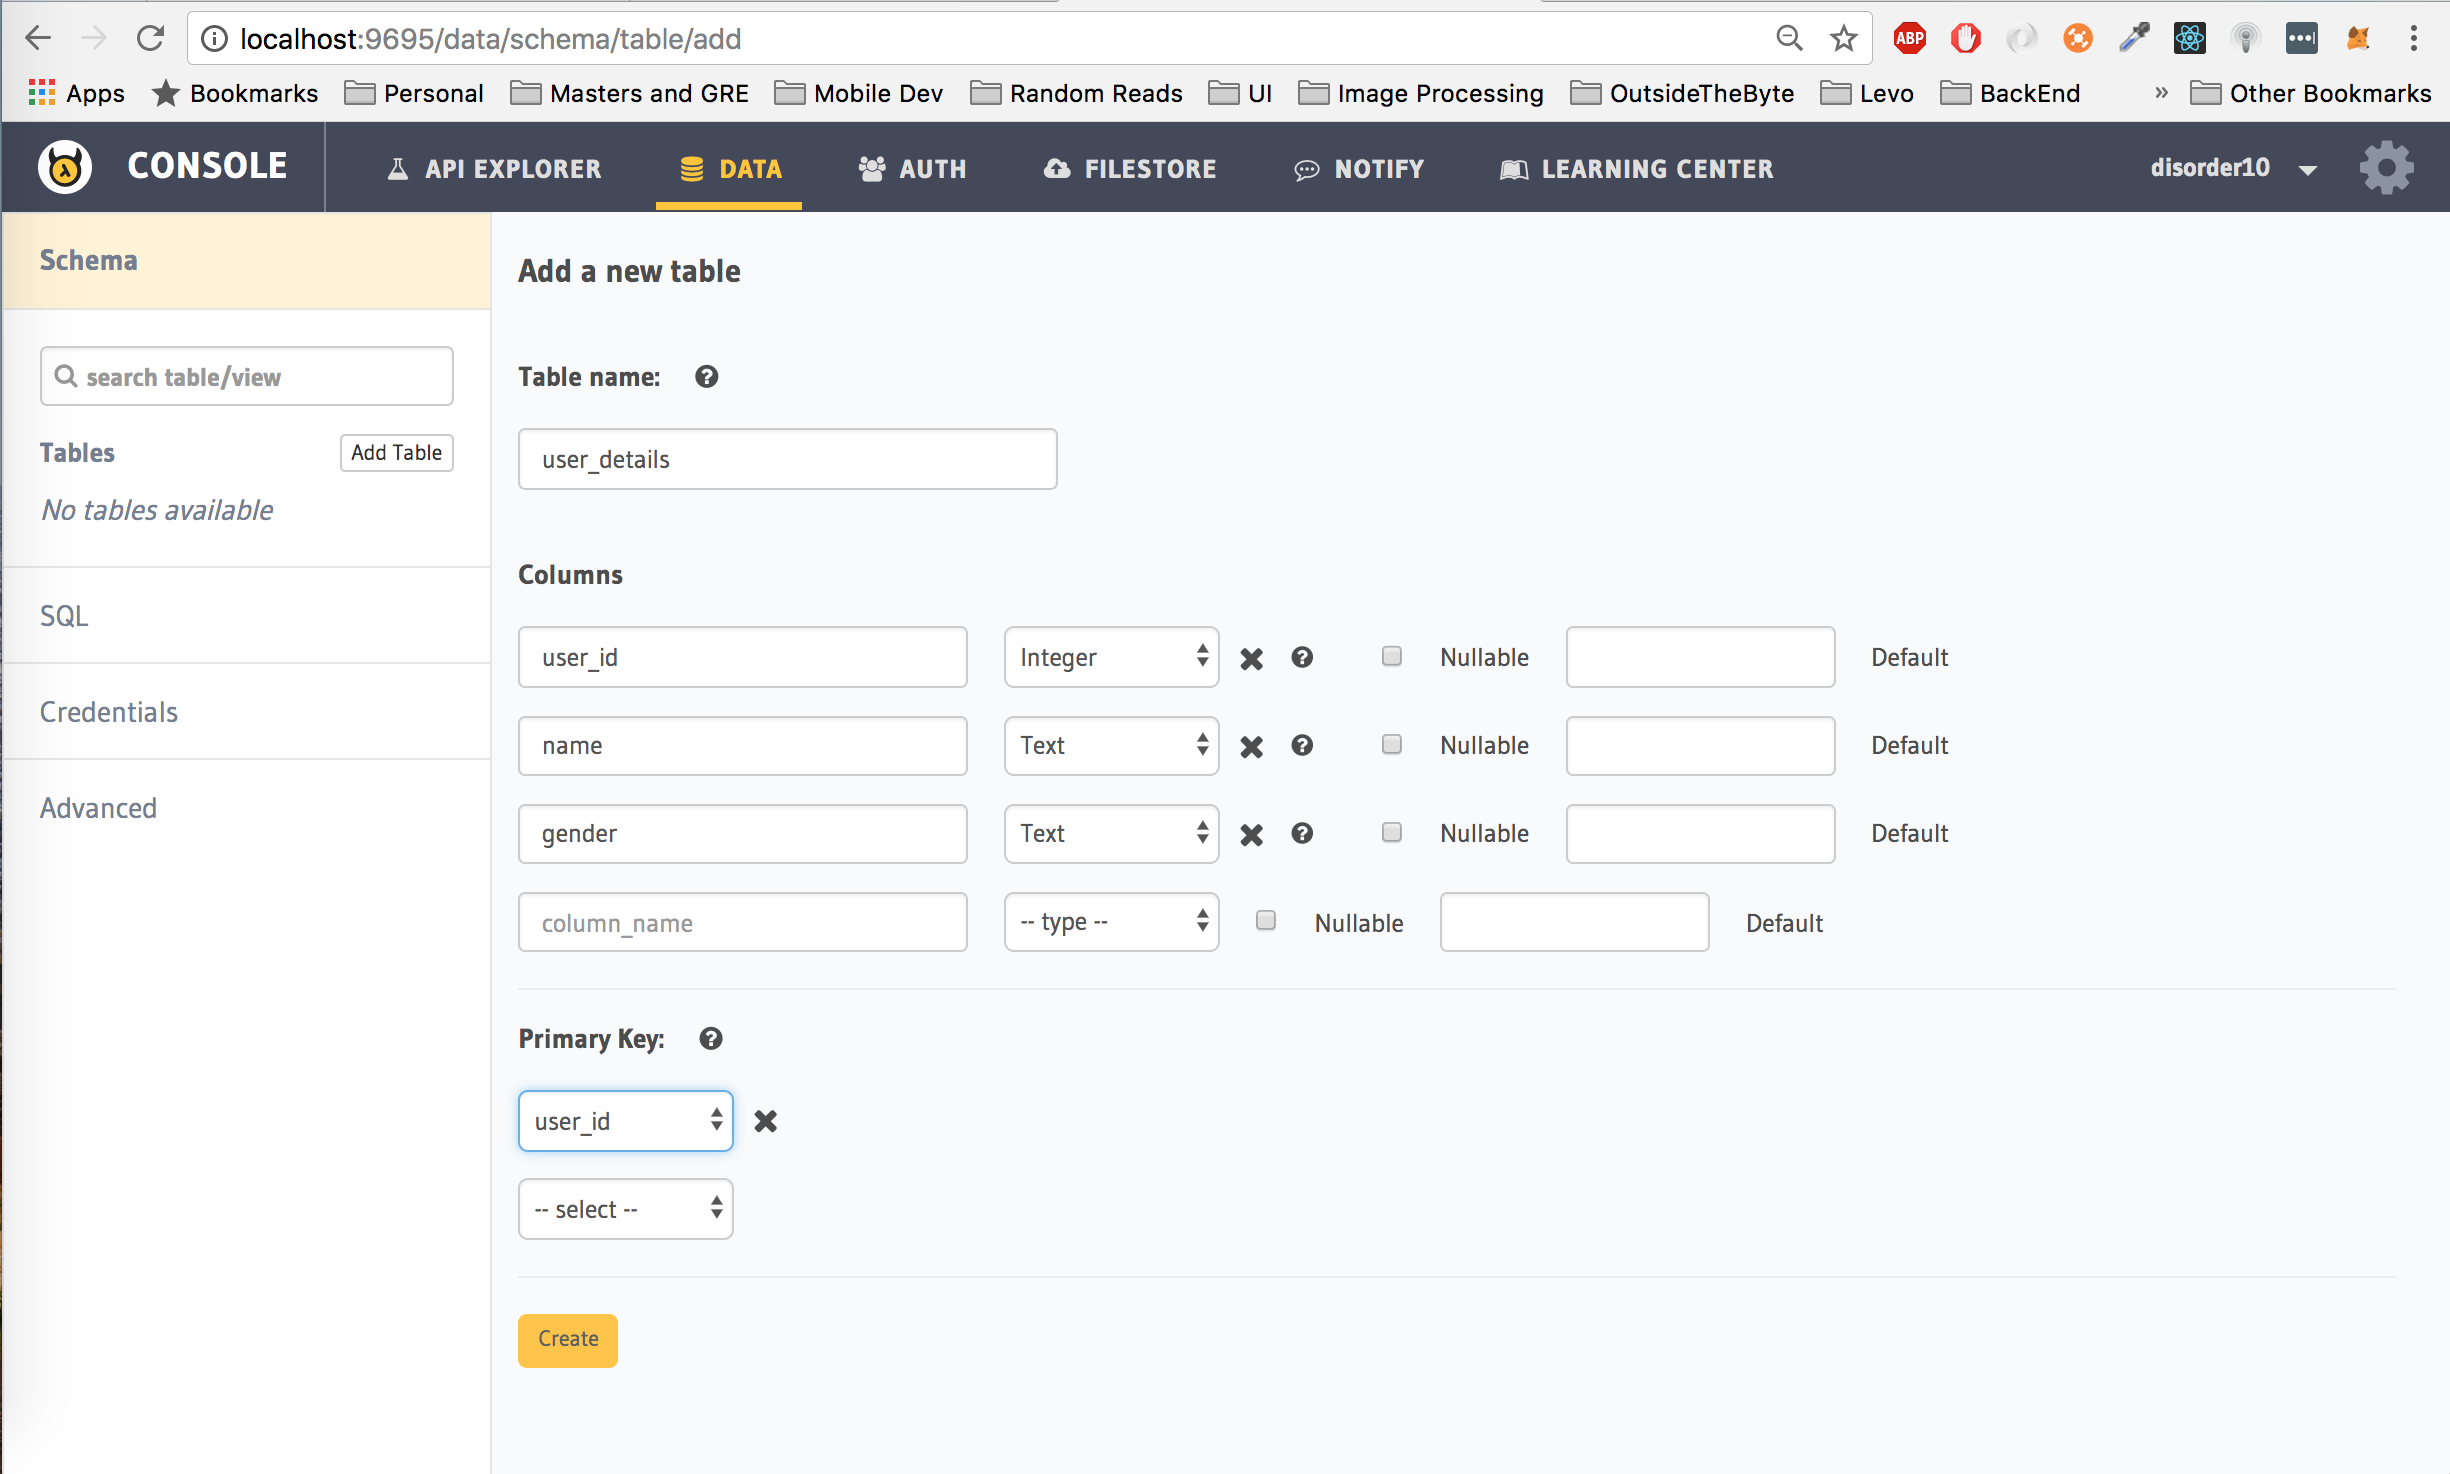 localhost:9695/data/schema/table/add
ABP
Apps Bookmarks Personal Masters and GRE Mobile Dev Random Reads UI Image Processing OutsideTheByte Levo BackEnd » Other Bookmarks
CONSOLE API EXPLORER DATA AUTH FILESTORE NOTIFY LEARNING CENTER disorder10
Schema
search table/view
Tables Add Table
No tables available
SQL
Credentials
Advanced
Add a new table
Table name:
user_details
Columns
user_id Integer Nullable Default
name Text Nullable Default
gender Text Nullable Default
column_name -- type -- Nullable Default
Primary Key:
user_id
-- select --
Create